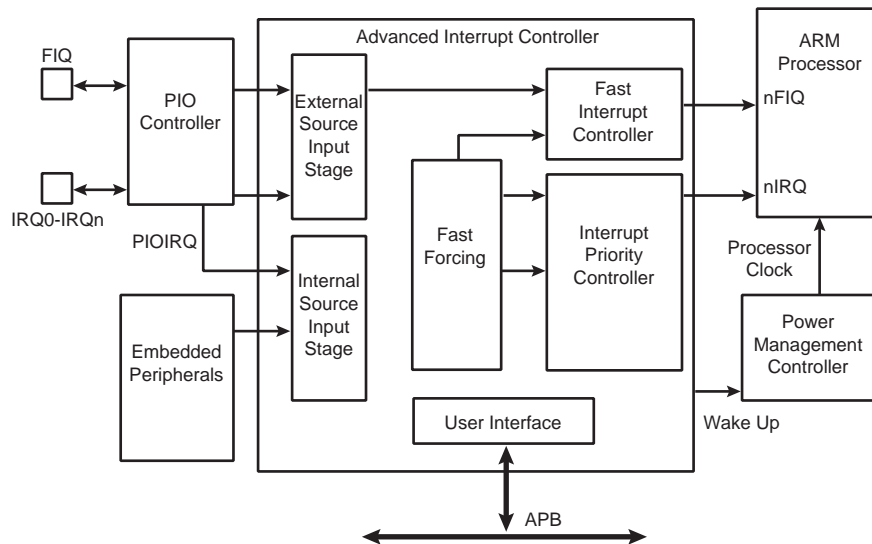 Advanced Interrupt Controller
FIQ
PIO
Controller
External
Source
Input
Stage
Fast
Interrupt
Controller
ARM
Processor
nFIQ
nIRQ
IRQ0-IRQn
PIOIRQ
Fast
Forcing
Interrupt
Priority
Controller
Internal
Source
Input
Stage
Processor
Clock
Embedded
Peripherals
Power
Management
Controller
User Interface
Wake Up
APB